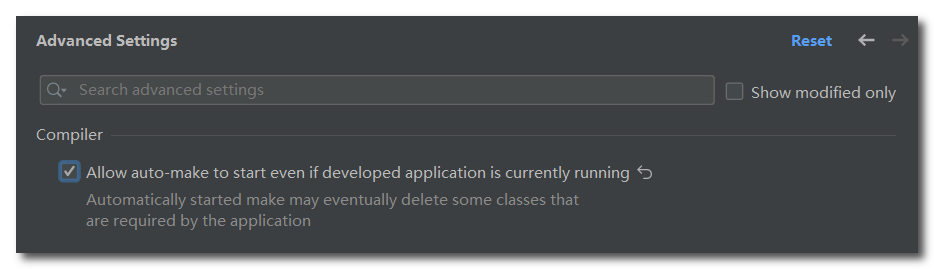 Advanced Settings
Reset
Search advanced settings
Show modified only
Compiler
Allow auto-make to start even if developed application is currently running
Automatically started make may eventually delete some classes that
are required by the application